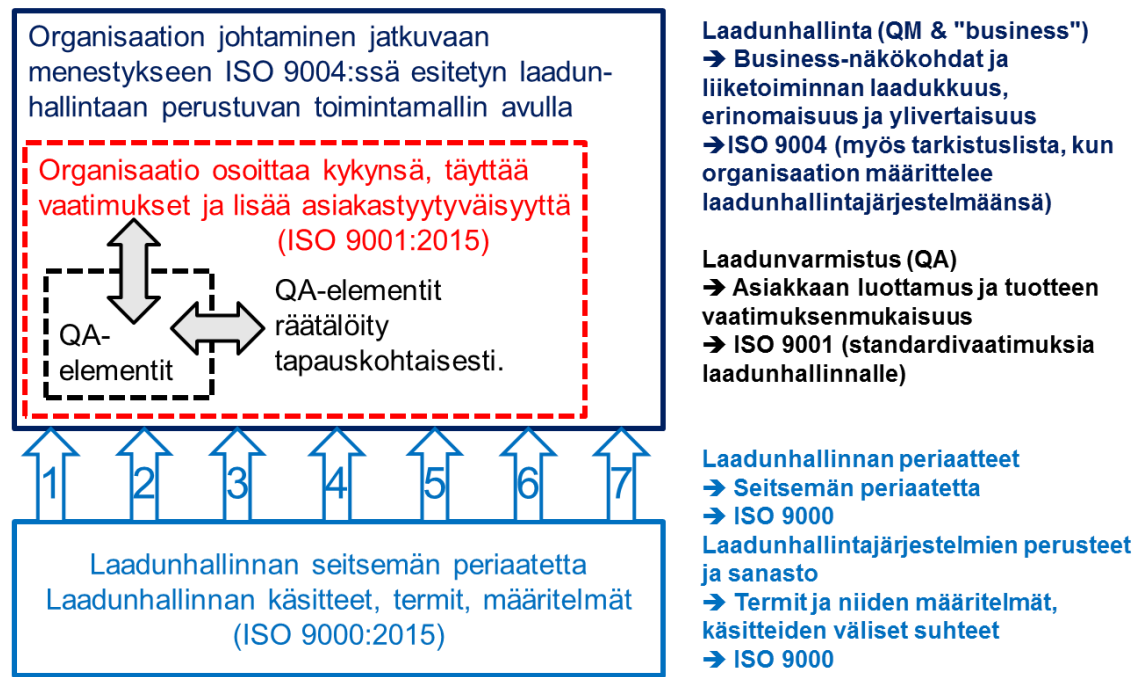 Organisaation johtaminen jatkuvaan
menestykseen ISO 9004:ssä esitetyn laadun-
hallintaan perustuvan toimintamallin avulla
Organisaatio osoittaa kykynsä, täyttää
vaatimukset ja lisää asiakastyytyväisyyttä
(ISO 9001:2015)
QA-
elementit
QA-elementit
räätälöity
tapauskohtaisesti.
1 2 3 4 5 6 7
Laadunhallinnan seitsemän periaatetta
Laadunhallinnan käsitteet, termit, määritelmät
(ISO 9000:2015)
Laadunhallinta (QM & "business")
➔ Business-näkökohdat ja
liiketoiminnan laadukkuus,
erinomaisuus ja ylivertaisuus
➔ISO 9004 (myös tarkistuslista, kun
organisaation määrittelee
laadunhallintajärjestelmäänsä)
Laadunvarmistus (QA)
➔ Asiakkaan luottamus ja tuotteen
vaatimuksenmukaisuus
➔ ISO 9001 (standardivaatimuksia
laadunhallinnalle)
Laadunhallinnan periaatteet
➔ Seitsemän periaatetta
➔ ISO 9000
Laadunhallintajärjestelmien perusteet
ja sanasto
➔ Termit ja niiden määritelmät,
käsitteiden väliset suhteet
➔ ISO 9000